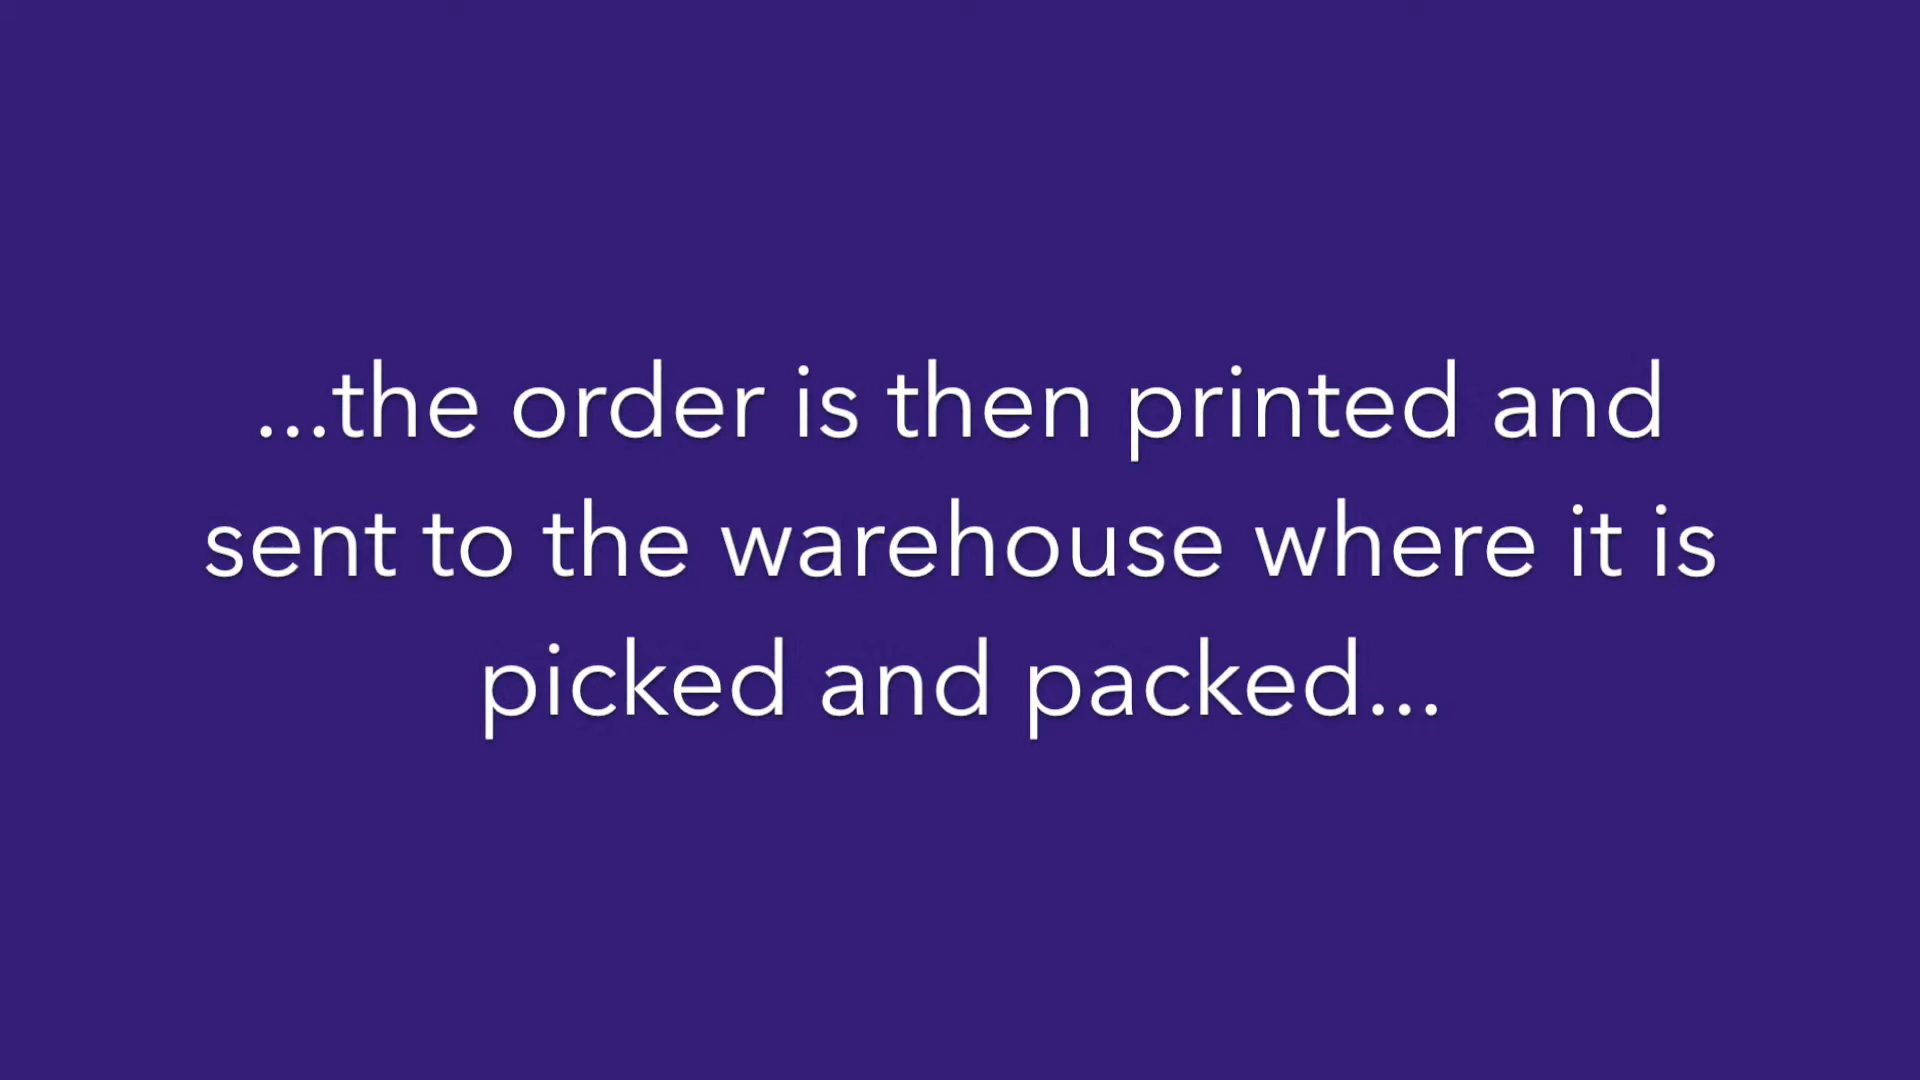 ...the order is then printed and
sent to the warehouse where it is
picked and packed...